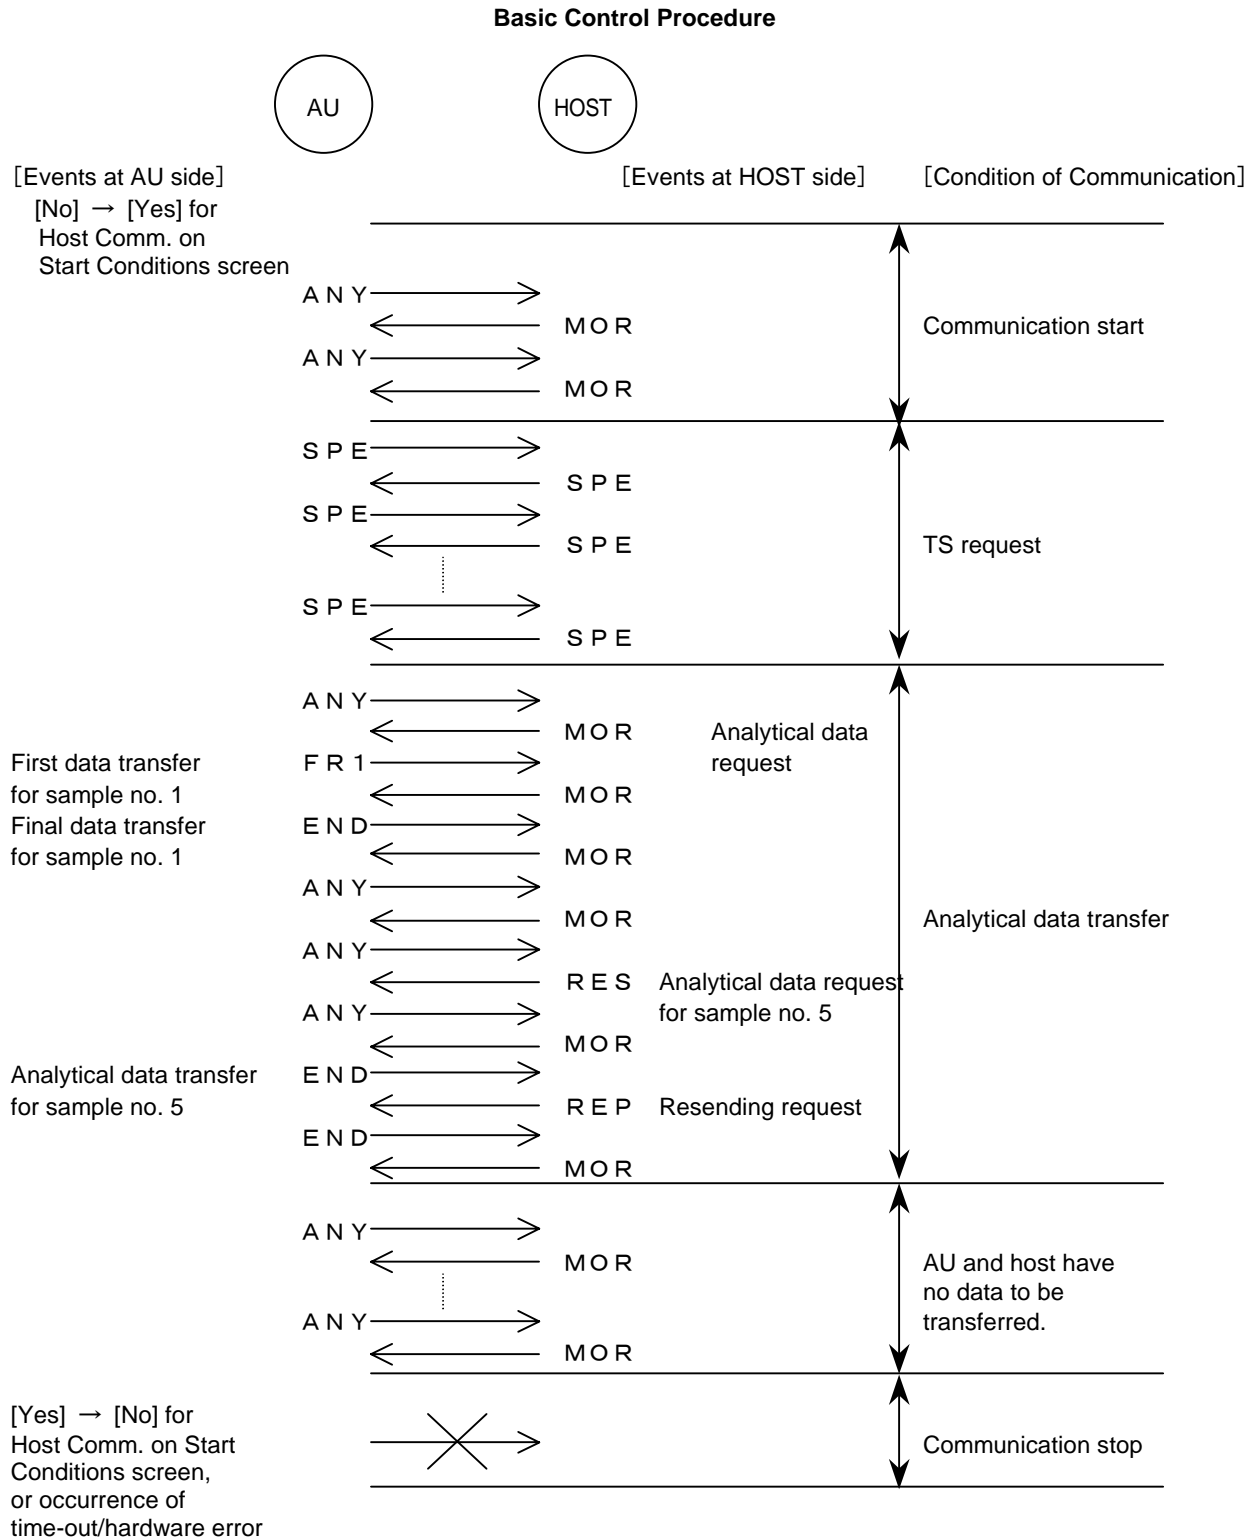 Basic Control Procedure
AU
HOST
[Events at AU side]
[Events at HOST side]
[Condition of Communication]
[No] → [Yes] for
Host Comm. on
Start Conditions screen
ANY
MOR
Communication start
ANY
MOR
SPE
SPE
SPE
SPE
TS request
SPE
SPE
ANY
MOR
Analytical data
request
First data transfer
for sample no. 1
FR1
MOR
Final data transfer
for sample no. 1
END
MOR
ANY
MOR
Analytical data transfer
ANY
RES
Analytical data request
for sample no. 5
ANY
MOR
Analytical data transfer
for sample no. 5
END
REP
Resending request
END
MOR
ANY
MOR
AU and host have
no data to be
transferred.
ANY
MOR
[Yes] → [No] for
Host Comm. on Start
Conditions screen,
or occurrence of
time-out/hardware error
Communication stop